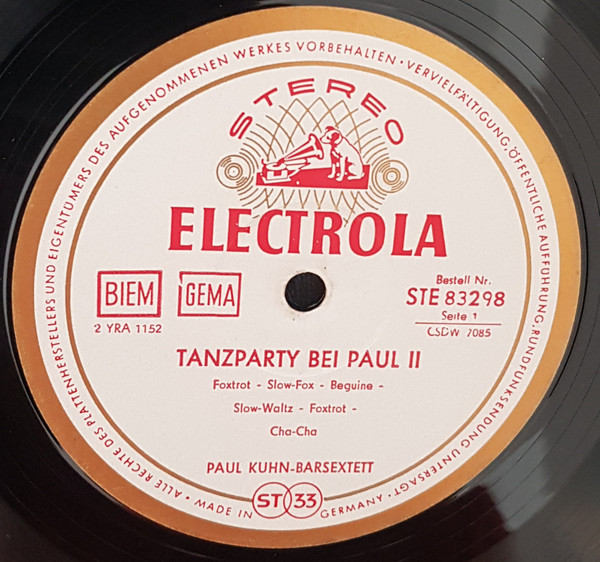 ALLE RECHTE DES PLATTENHERSTELLERS UND EIGENTÜMERS DES AUFGENOMMENEN WERKES VORBEHALTEN · VERVIELFÄLTIGUNG, ÖFFENTLICHE AUFFÜHRUNG, RUNDFUNKSENDUNG UNTERSAGT ·
STEREO
ELECTROLA
BIEM
GEMA
2 YRA 1152
Bestell Nr.
STE 83298
Seite 1
CSDW 7085
TANZPARTY BEI PAUL II
Foxtrot - Slow-Fox - Beguine -
Slow-Waltz - Foxtrot -
Cha-Cha
PAUL KUHN-BARSEXTETT
· MADE IN GERMANY ·
ST 33